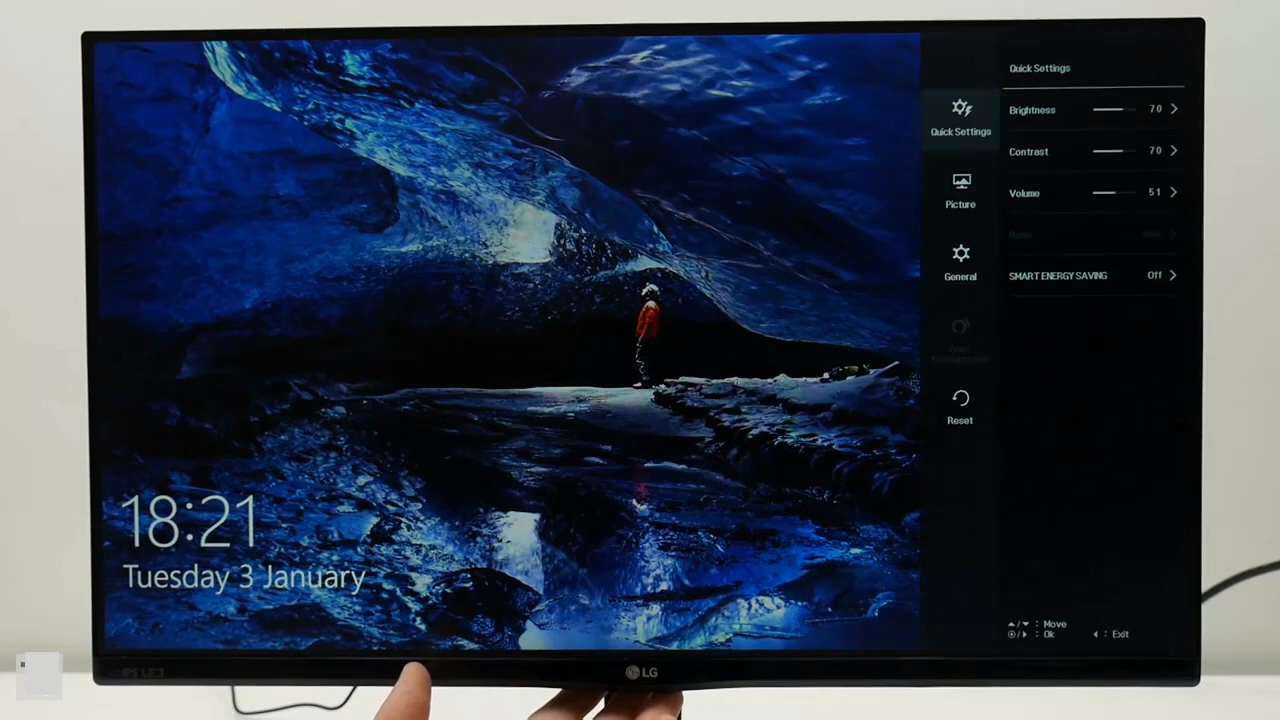 Quick Settings
Quick Settings
Brightness 70
Contrast 70
Volume 51
Picture
General
SMART ENERGY SAVING Off
Reset
18:21
Tuesday 3 January
▲/▼ : Move
◉/▶ : Ok ◀ : Exit
LG